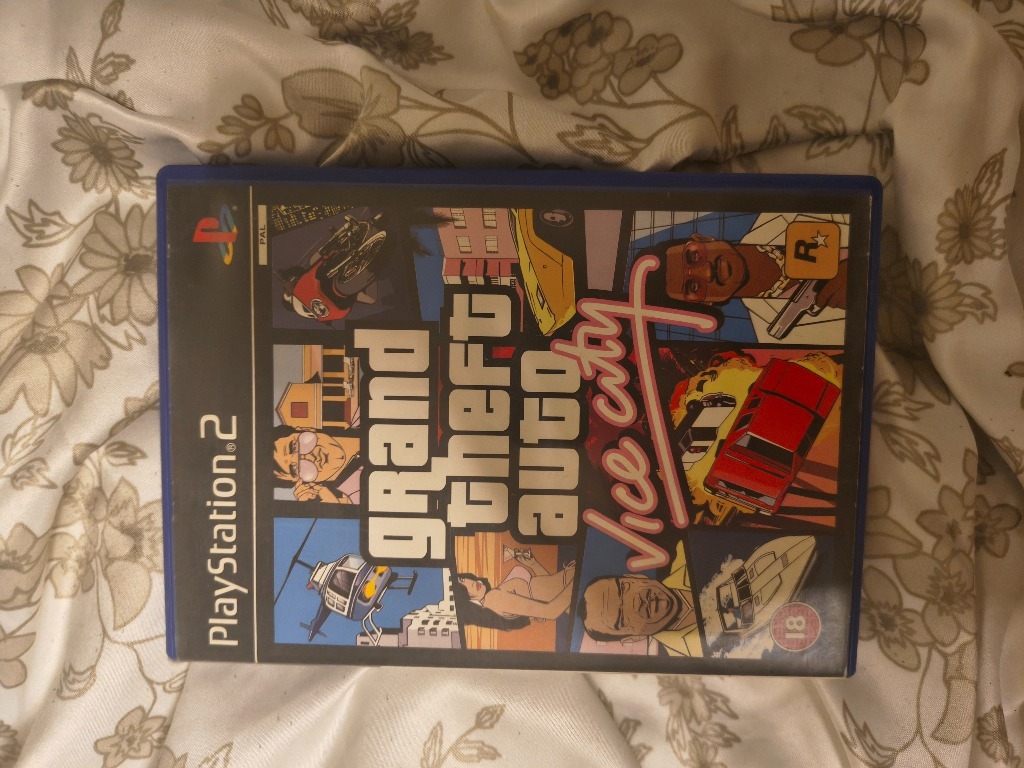 PlayStation®2
PAL
grand
theft
auto
Vice City
R★
18